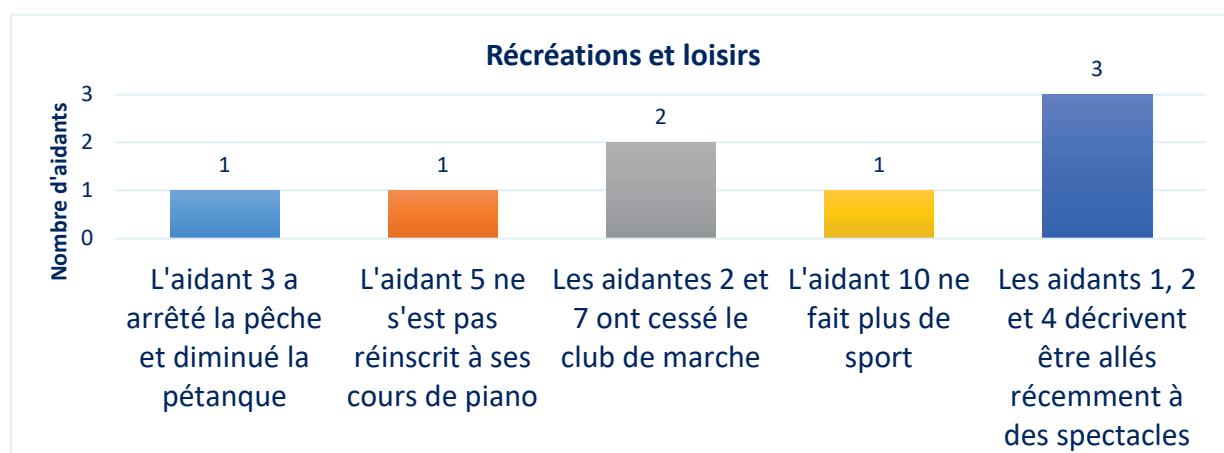 Récréations et loisirs
Nombre d'aidants
3
2
1
0
1
1
2
1
3
L'aidant 3 a
arrêté la pêche
et diminué la
pétanque
L'aidant 5 ne
s'est pas
réinscrit à ses
cours de piano
Les aidantes 2 et
7 ont cessé le
club de marche
L'aidant 10 ne
fait plus de
sport
Les aidants 1, 2
et 4 décrivent
être allés
récemment à
des spectacles